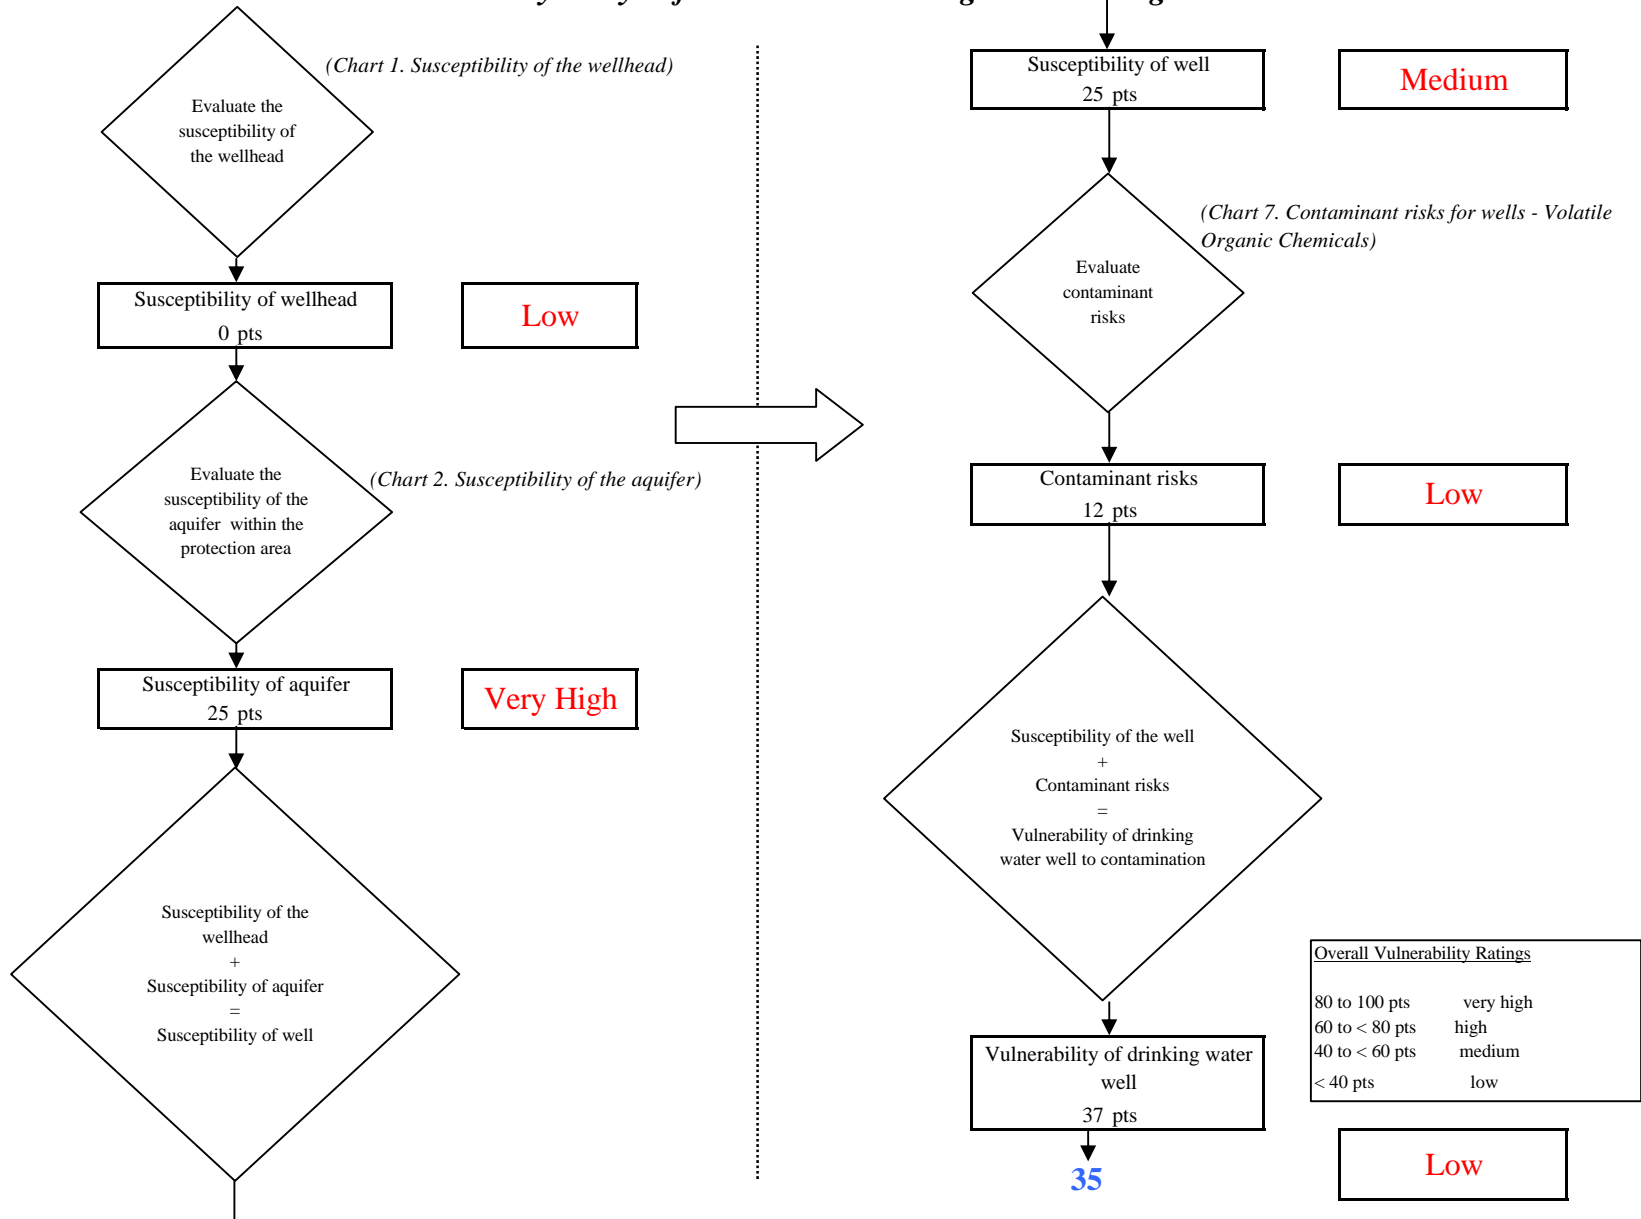 (Chart 1. Susceptibility of the wellhead)
Evaluate the
susceptibility of
the wellhead
Susceptibility of wellhead
0 pts
Low
Evaluate the
susceptibility of the
aquifer within the
protection area
(Chart 2. Susceptibility of the aquifer)
Susceptibility of aquifer
25 pts
Very High
Susceptibility of the
wellhead
+
Susceptibility of aquifer
=
Susceptibility of well
Susceptibility of well
25 pts
Medium
(Chart 7. Contaminant risks for wells - Volatile
Organic Chemicals)
Evaluate
contaminant
risks
Contaminant risks
12 pts
Low
Susceptibility of the well
+
Contaminant risks
=
Vulnerability of drinking
water well to contamination
Overall Vulnerability Ratings
80 to 100 pts very high
60 to < 80 pts high
40 to < 60 pts medium
< 40 pts low
Vulnerability of drinking water
well
37 pts
35
Low